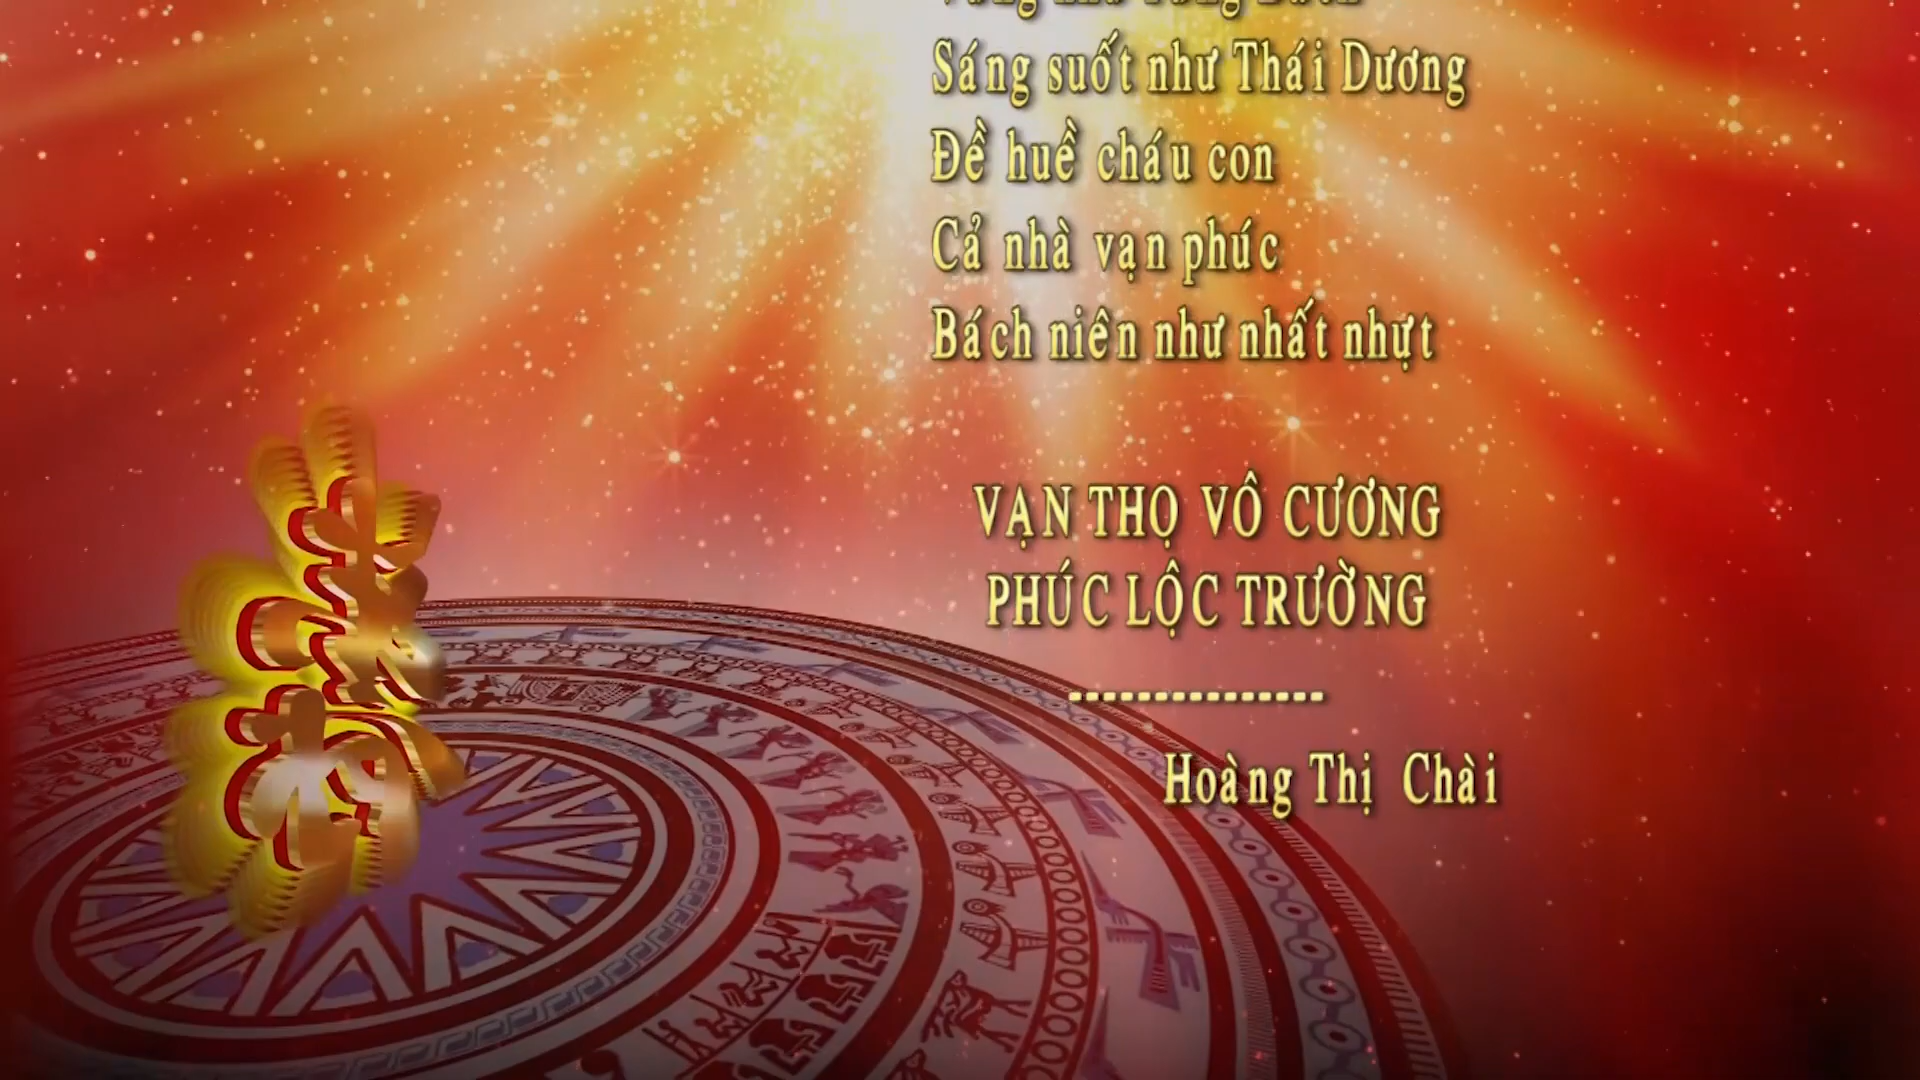 Sáng suốt như Thái Dương
Đề huề cháu con
Cả nhà vạn phúc
Bách niên như nhất nhựt
VẠN THỌ VÔ CƯƠNG
PHÚC LỘC TRƯỜNG
---------------
Hoàng Thị Chài